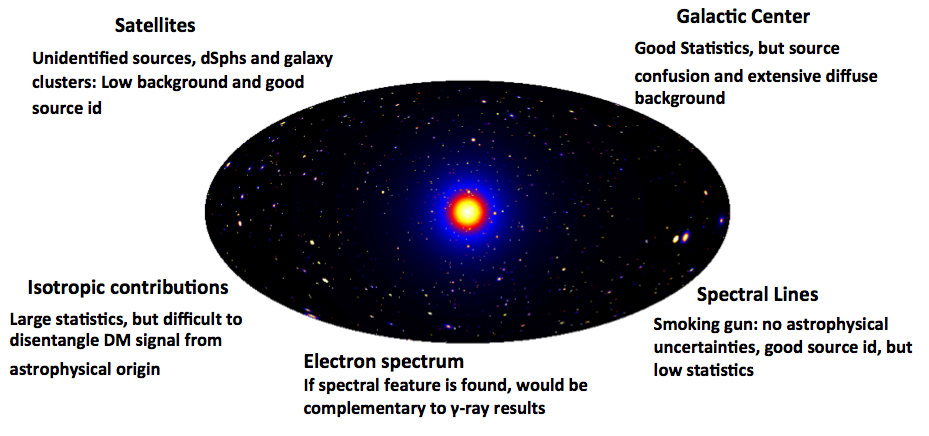 Satellites
Unidentified sources, dSphs and galaxy
clusters: Low background and good
source id
Galactic Center
Good Statistics, but source
confusion and extensive diffuse
background
Isotropic contributions
Large statistics, but difficult to
disentangle DM signal from
astrophysical origin
Electron spectrum
If spectral feature is found, would be
complementary to γ-ray results
Spectral Lines
Smoking gun: no astrophysical
uncertainties, good source id, but
low statistics